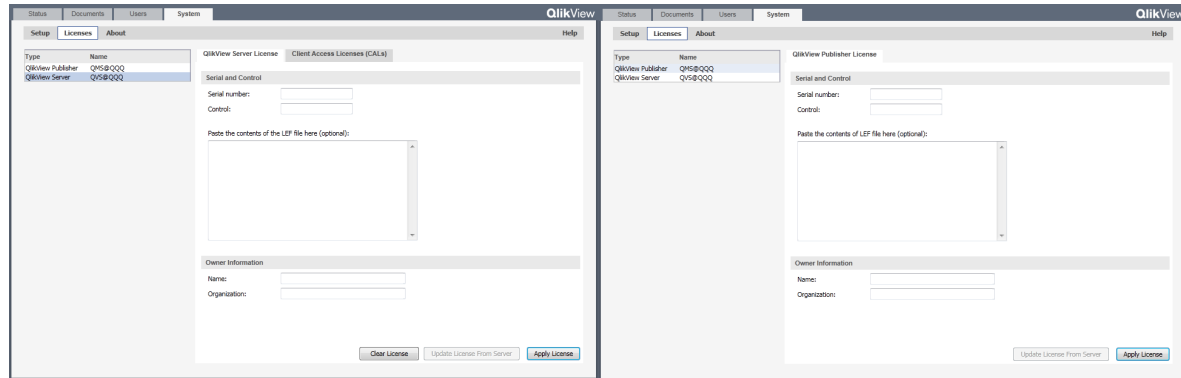 Status Documents Users System QlikView
Setup Licenses About Help
Type Name
QlikView Publisher QMS@QQQ
QlikView Server QVS@QQQ
QlikView Server License Client Access Licenses (CALs)
Serial and Control
Serial number:
Control:
Paste the contents of the LEF file here (optional):
Owner Information
Name:
Organization:
Clear License Update License From Server Apply License
Status Documents Users System QlikView
Setup Licenses About Help
Type Name
QlikView Publisher QMS@QQQ
QlikView Server QVS@QQQ
QlikView Publisher License
Serial and Control
Serial number:
Control:
Paste the contents of LEF file here (optional):
Owner Information
Name:
Organization:
Update License From Server Apply License